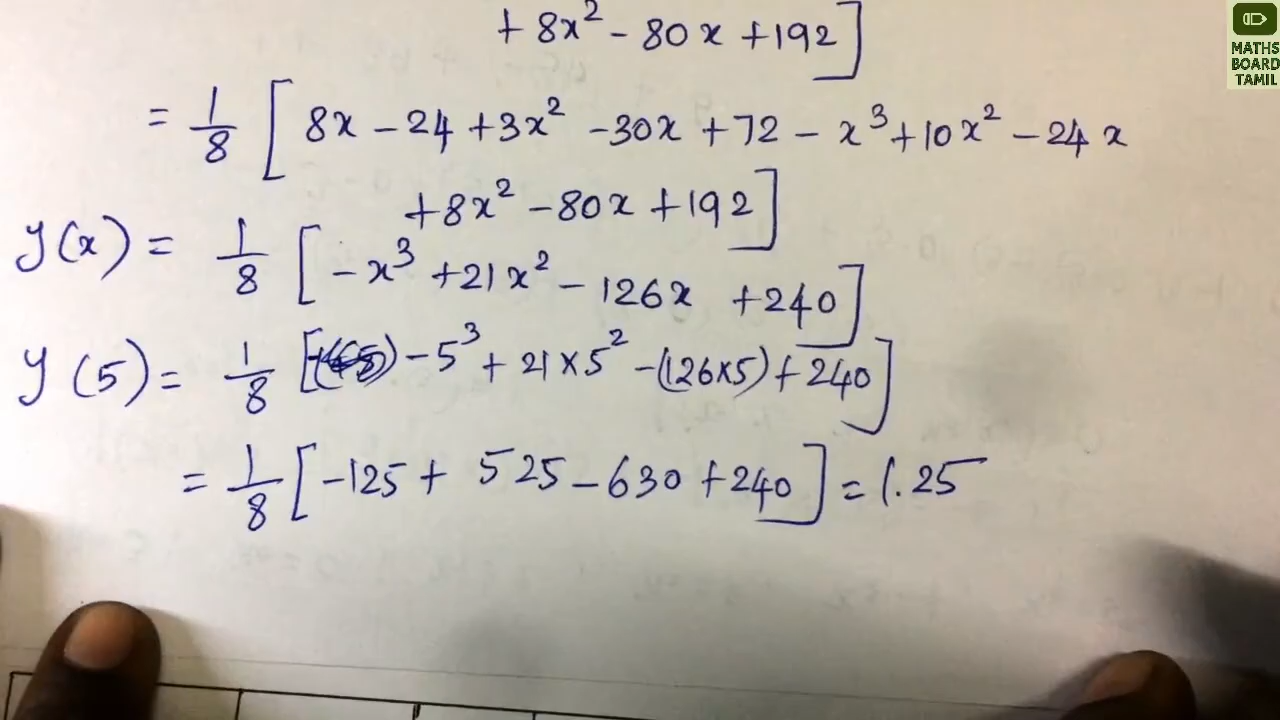 + 8x² - 80x + 192]
MATHS
BOARD
TAMIL
= 1/8 [ 8x - 24 + 3x² - 30x + 72 - x³ + 10x² - 24x
+ 8x² - 80x + 192]
y(x) = 1/8 [ - x³ + 21x² - 126x + 240]
y(5) = 1/8 [ - 5³ + 21 × 5² - (126×5) + 240]
= 1/8 [ -125 + 525 - 630 + 240 ] = 1.25